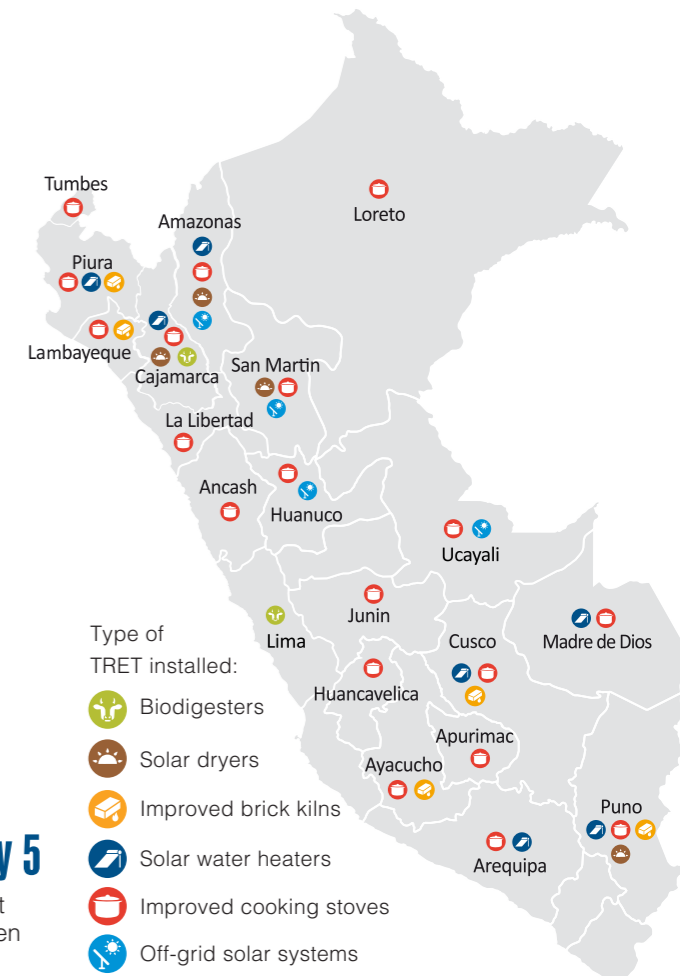 Tumbes
Loreto
Amazonas
Piura
Lambayeque
Cajamarca
San Martin
La Libertad
Ancash
Huanuco
Ucayali
Junin
Lima
Cusco
Madre de Dios
Huancavelica
Apurimac
Ayacucho
Puno
Arequipa
Type of
TRET installed:
Biodigesters
Solar dryers
Improved brick kilns
Solar water heaters
Improved cooking stoves
Off-grid solar systems
y 5
t
en